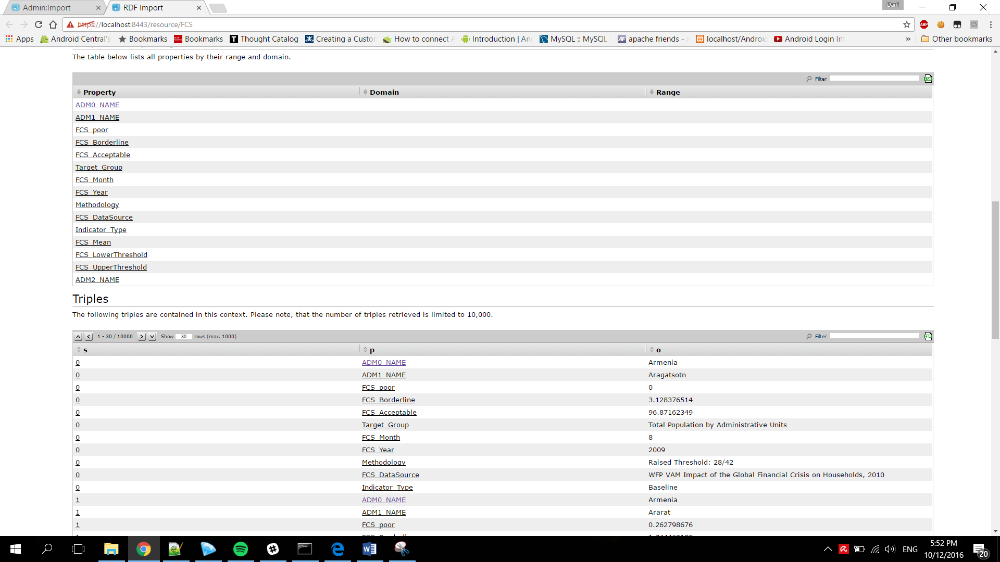 Admin:Import
RDF Import
Darli
https://localhost:8443/resource/FCS
Apps Android Central's Bookmarks Bookmarks Thought Catalog Creating a Custor How to connect Introduction | An MySQL :: MySQL apache friends - localhost/Androic Android Login Int » Other bookmarks
The table below lists all properties by their range and domain.
Filter
Property Domain Range
ADM0_NAME
ADM1_NAME
FCS_poor
FCS_Borderline
FCS_Acceptable
Target_Group
FCS_Month
FCS_Year
Methodology
FCS_DataSource
Indicator_Type
FCS_Mean
FCS_LowerThreshold
FCS_UpperThreshold
ADM2_NAME
Triples
The following triples are contained in this context. Please note, that the number of triples retrieved is limited to 10,000.
1 - 30 / 10000 Show 30 rows (max. 1000) Filter
s p o
0 ADM0_NAME Armenia
0 ADM1_NAME Aragatsotn
0 FCS_poor 0
0 FCS_Borderline 3.128376514
0 FCS_Acceptable 96.87162349
0 Target_Group Total Population by Administrative Units
0 FCS_Month 8
0 FCS_Year 2009
0 Methodology Raised Threshold: 28/42
0 FCS_DataSource WFP VAM Impact of the Global Financial Crisis on Households, 2010
0 Indicator_Type Baseline
1 ADM0_NAME Armenia
1 ADM1_NAME Ararat
1 FCS_poor 0.262798676
ENG
5:52 PM
10/12/2016
20